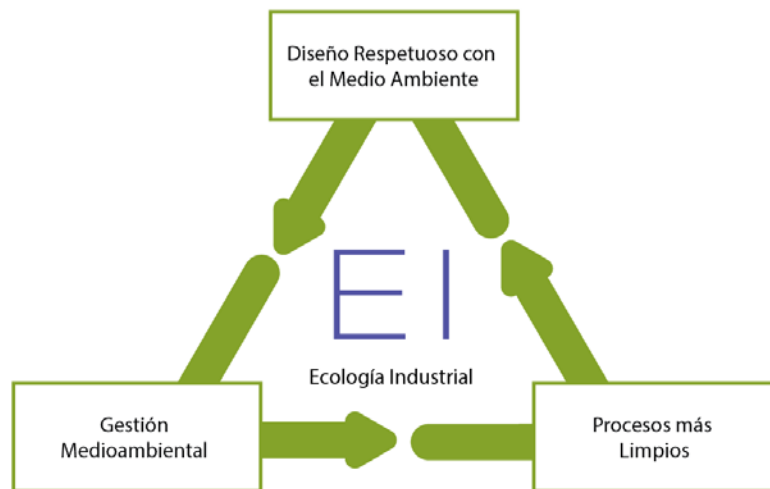 Diseño Respetuoso con
el Medio Ambiente
EI
Ecología Industrial
Gestión
Medioambiental
Procesos más
Limpios